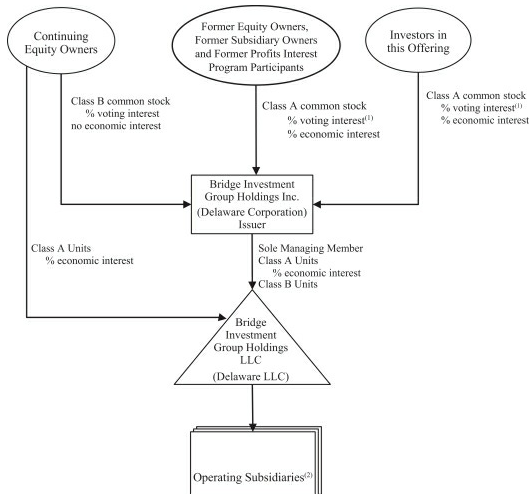 Continuing
Equity Owners
Former Equity Owners,
Former Subsidiary Owners
and Former Profits Interest
Program Participants
Investors in
this Offering
Class B common stock
% voting interest
no economic interest
Class A common stock
% voting interest(1)
% economic interest
Class A common stock
% voting interest(1)
% economic interest
Bridge Investment
Group Holdings Inc.
(Delaware Corporation)
Issuer
Class A Units
% economic interest
Sole Managing Member
Class A Units
% economic interest
Class B Units
Bridge
Investment
Group Holdings
LLC
(Delaware LLC)
Operating Subsidiaries(2)